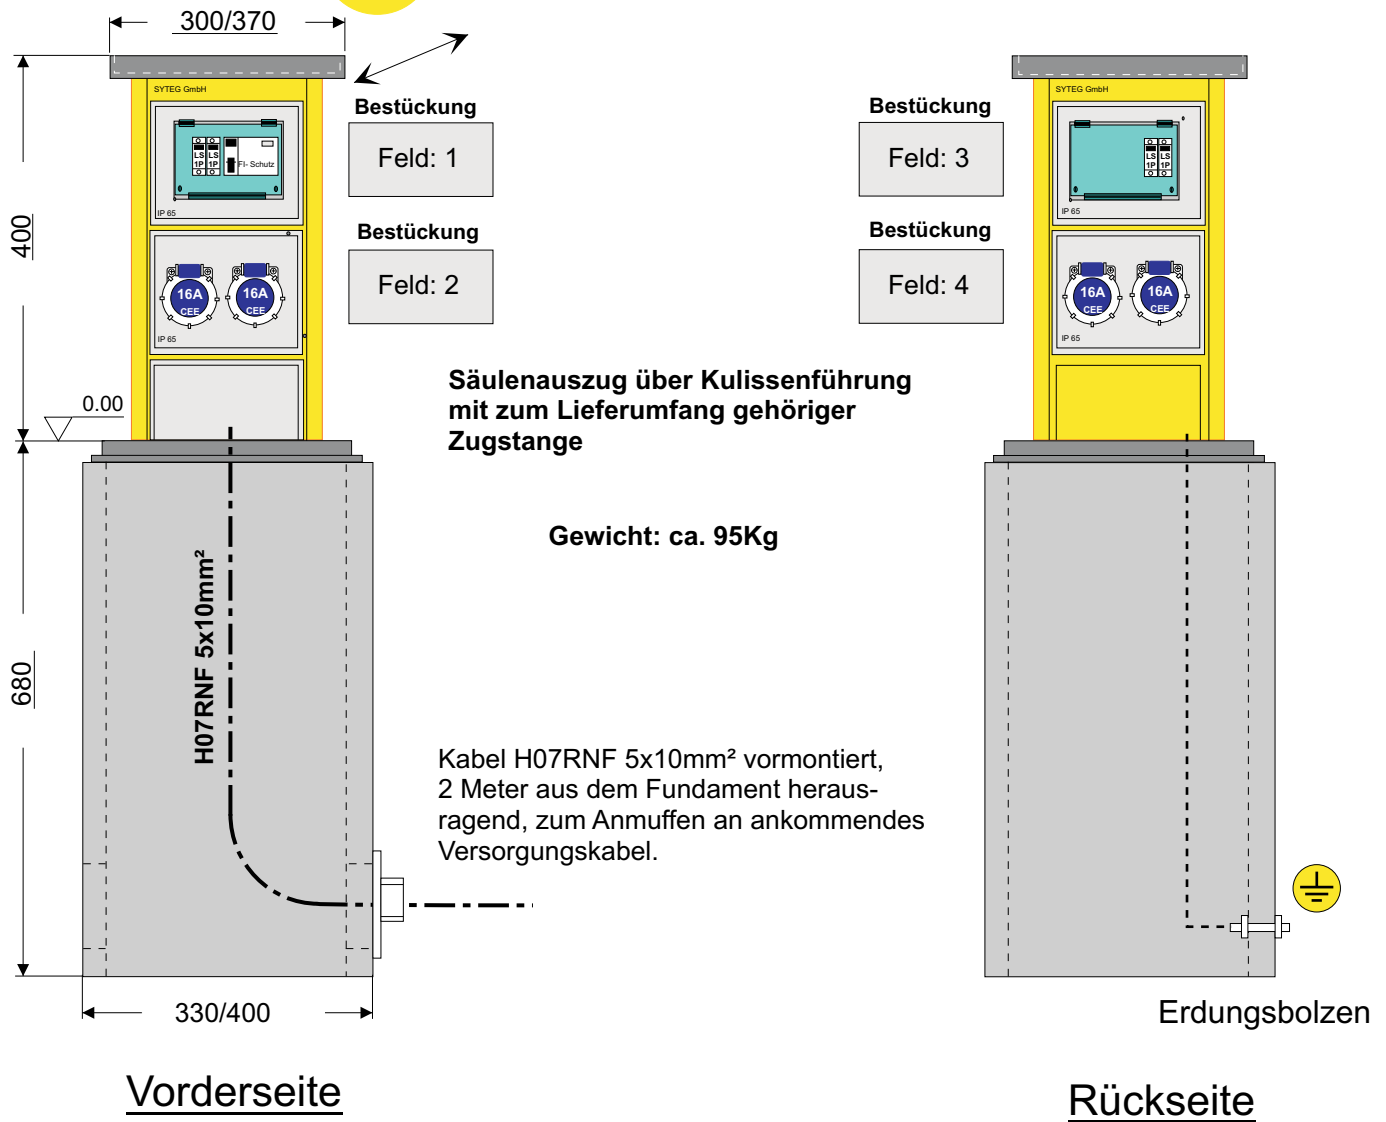 300/370
SYTEG GmbH
LS 1P
LS 1P
FI- Schutz
IP 65
16A CEE
16A CEE
IP 65
Bestückung
Feld: 1
Bestückung
Feld: 2
400
0.00
680
H07RNF 5x10mm²
330/400
Vorderseite
Säulenauszug über Kulissenführung
mit zum Lieferumfang gehöriger
Zugstange
Gewicht: ca. 95Kg
Kabel H07RNF 5x10mm² vormontiert,
2 Meter aus dem Fundament heraus-
ragend, zum Anmuffen an ankommendes
Versorgungskabel.
Bestückung
Feld: 3
Bestückung
Feld: 4
SYTEG GmbH
LS 1P
LS 1P
IP 65
16A CEE
16A CEE
IP 65
Erdungsbolzen
Rückseite